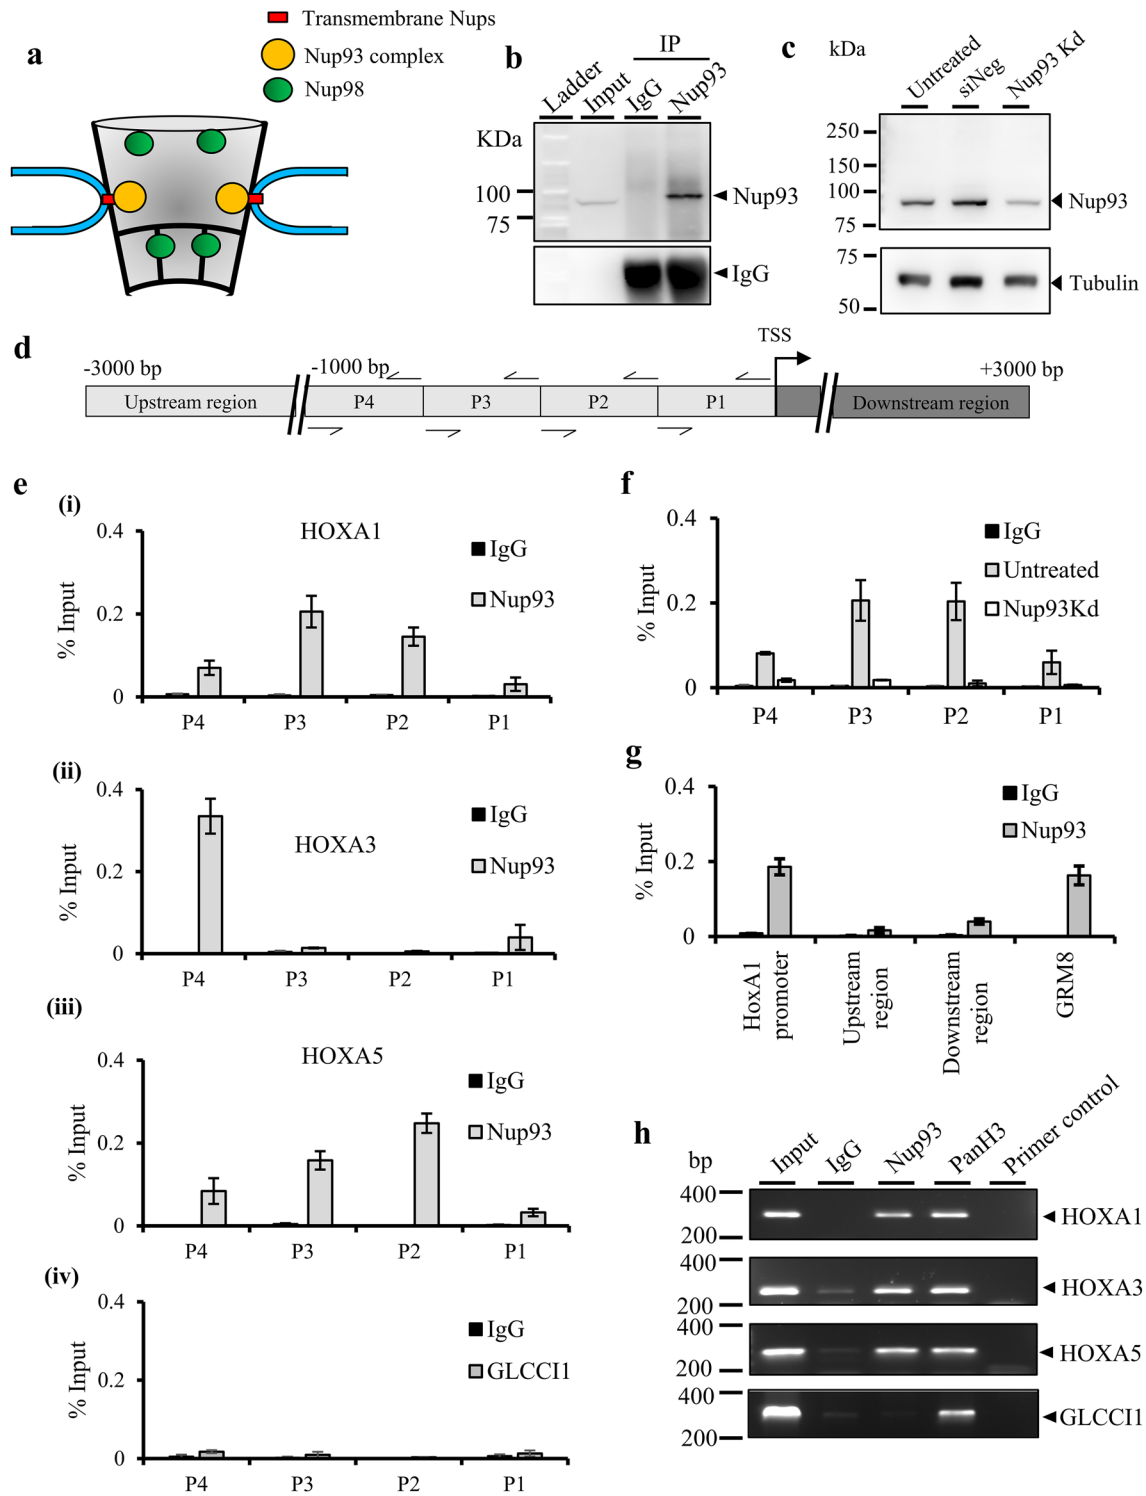 a
Transmembrane Nups
Nup93 complex
Nup98
b
IP
Ladder
Input
IgG
Nup93
KDa
100
75
Nup93
IgG
c
kDa
Untreated
siNeg
Nup93 Kd
250
150
100
75
Nup93
75
50
Tubulin
d
-3000 bp
-1000 bp
TSS
+3000 bp
Upstream region
P4
P3
P2
P1
Downstream region
e
(i)
HOXA1
% Input
0.4
0.2
0
IgG
Nup93
P4 P3 P2 P1
(ii)
HOXA3
% Input
0.4
0.2
0
IgG
Nup93
P4 P3 P2 P1
(iii)
HOXA5
% Input
0.4
0.2
0
IgG
Nup93
P4 P3 P2 P1
(iv)
% Input
0.4
0.2
0
IgG
GLCCI1
P4 P3 P2 P1
f
% Input
0.4
0.2
0
IgG
Untreated
Nup93Kd
P4 P3 P2 P1
g
% Input
0.4
0.2
0
IgG
Nup93
HoxA1
promoter
Upstream
region
Downstream
region
GRM8
h
bp
Input
IgG
Nup93
PanH3
Primer control
400
200
HOXA1
400
200
HOXA3
400
200
HOXA5
400
200
GLCCI1